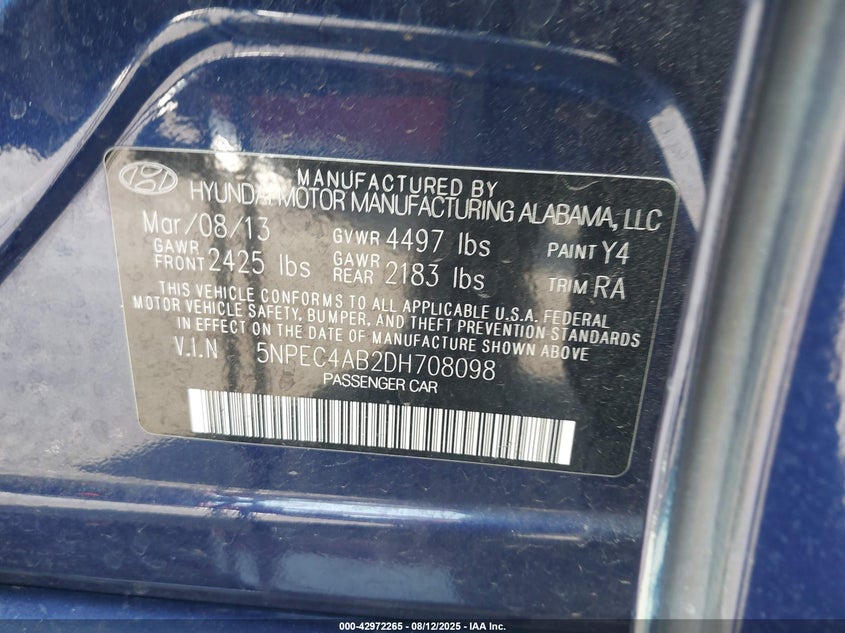 MANUFACTURED BY
HYUNDAI MOTOR MANUFACTURING ALABAMA, LLC
Mar/08/13 GVWR 4497 lbs PAINT Y4
GAWR FRONT 2425 lbs GAWR REAR 2183 lbs TRIM RA
THIS VEHICLE CONFORMS TO ALL APPLICABLE U.S.A. FEDERAL
MOTOR VEHICLE SAFETY, BUMPER, AND THEFT PREVENTION STANDARDS
IN EFFECT ON THE DATE OF MANUFACTURE SHOWN ABOVE.
V.I.N 5NPEC4AB2DH708098
PASSENGER CAR
000-42972265 - 08/12/2025 - IAA Inc.